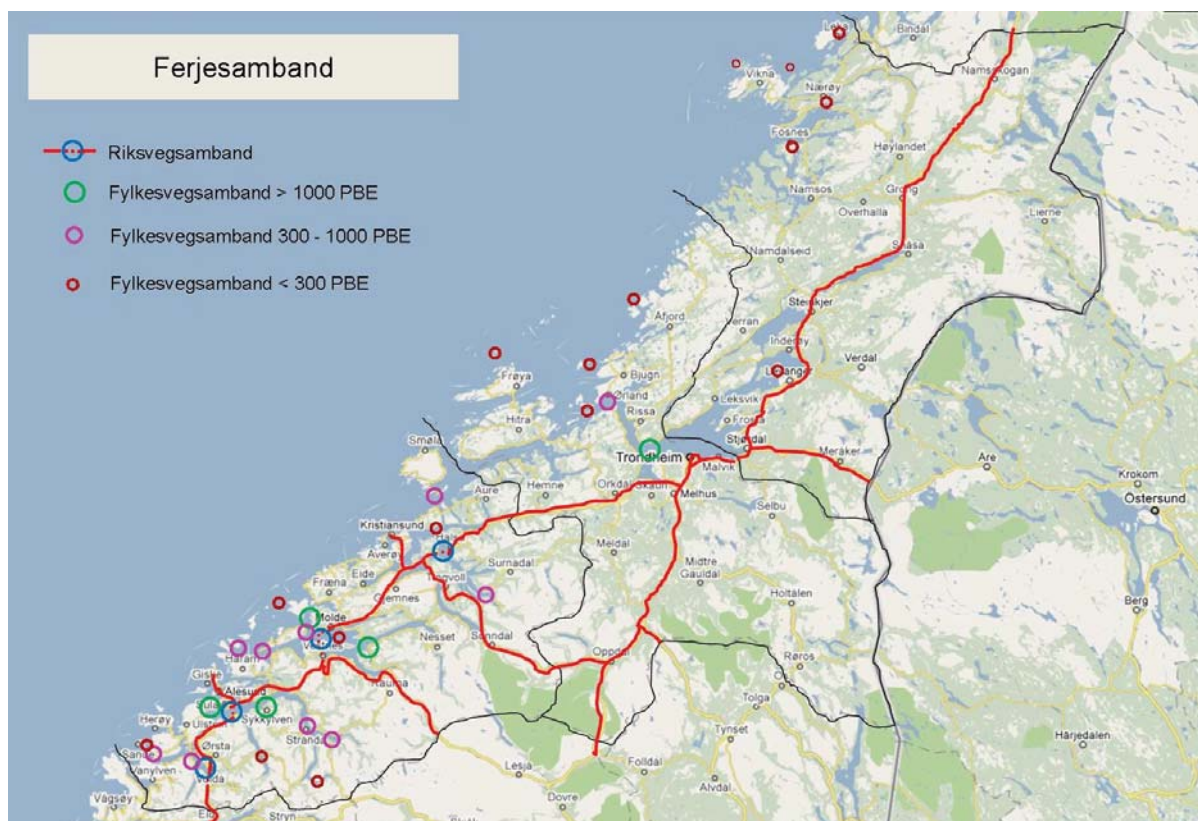 Ferjesamband
Riksvegsamband
Fylkesvegsamband > 1000 PBE
Fylkesvegsamband 300 - 1000 PBE
Fylkesvegsamband < 300 PBE
Leka
Bindal
Vikna
Namsskogan
Nærøy
Fosnes
Høylandet
Namsos
Grong
Overhalla
Lierne
Namdalseid
Snåsa
Steinkjer
Åfjord
Verran
Inderøy
Verdal
Frøya
Bjugn
Levanger
Ørland
Leksvik
Hitra
Rissa
Frosta
Smøla
Stjørdal
Trondheim
Malvik
Meråker
Åre
Krokom
Östersund
Aure
Hemne
Orkdal
Skaun
Melhus
Selbu
Kristiansund
Halsa
Averøy
Surnadal
Meldal
Midtre
Gauldal
Fræna
Eide
Tingvoll
Gjemnes
Holtålen
Berg
Molde
Nesset
Sunndal
Haram
Oppdal
Røros
Giske
Rauma
Ålesund
Sula
Tolga
Herøy
Ulstein
Sykkylven
Stranda
Tynset
Härjedalen
Sande
Ørsta
Vanylven
Volda
Lesja
Folldal
Vågsøy
Alvdal
Dovre
Stryn